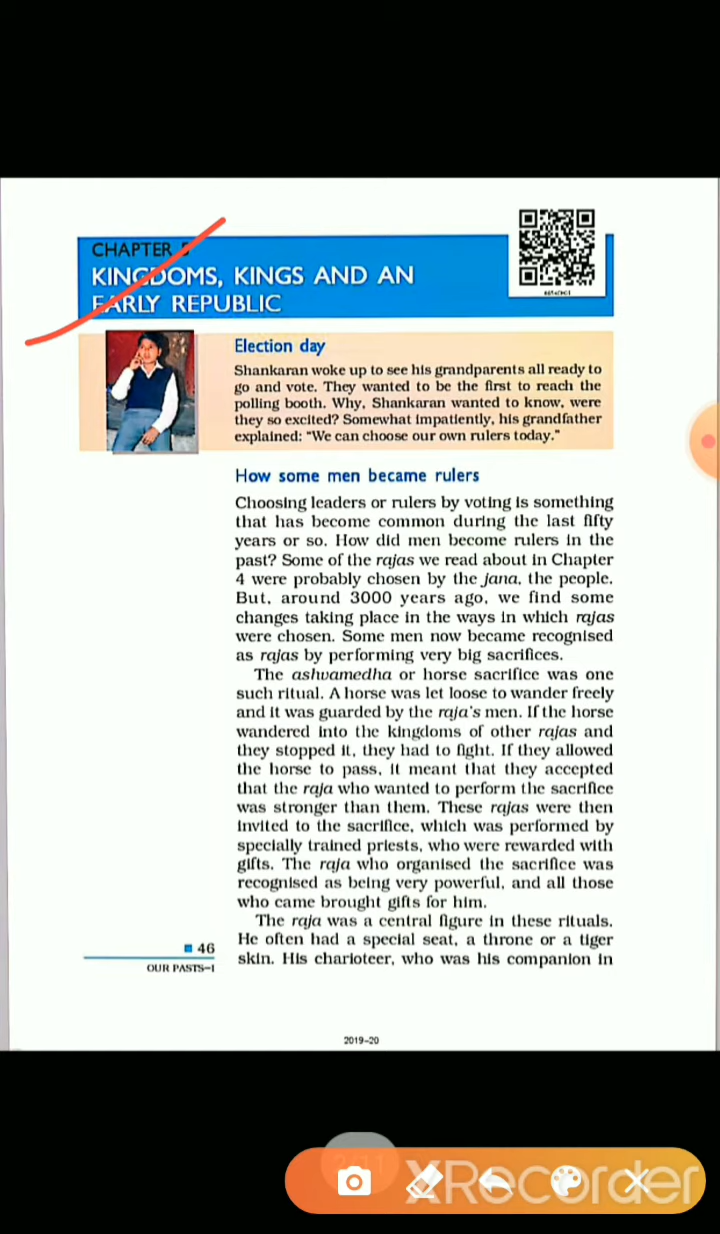 CHAPTER 5
KINGDOMS, KINGS AND AN
EARLY REPUBLIC
Election day
Shankaran woke up to see his grandparents all ready to
go and vote. They wanted to be the first to reach the
polling booth. Why, Shankaran wanted to know, were
they so excited? Somewhat impatiently, his grandfather
explained: "We can choose our own rulers today."
How some men became rulers
Choosing leaders or rulers by voting is something
that has become common during the last fifty
years or so. How did men become rulers in the
past? Some of the rajas we read about in Chapter
4 were probably chosen by the jana, the people.
But, around 3000 years ago, we find some
changes taking place in the ways in which rajas
were chosen. Some men now became recognised
as rajas by performing very big sacrifices.
The ashwamedha or horse sacrifice was one
such ritual. A horse was let loose to wander freely
and it was guarded by the raja's men. If the horse
wandered into the kingdoms of other rajas and
they stopped it, they had to fight. If they allowed
the horse to pass, it meant that they accepted
that the raja who wanted to perform the sacrifice
was stronger than them. These rajas were then
invited to the sacrifice, which was performed by
specially trained priests, who were rewarded with
gifts. The raja who organised the sacrifice was
recognised as being very powerful, and all those
who came brought gifts for him.
The raja was a central figure in these rituals.
He often had a special seat, a throne or a tiger
skin. His charioteer, who was his companion in
46
OUR PASTS–I
2019–20
XRecorder